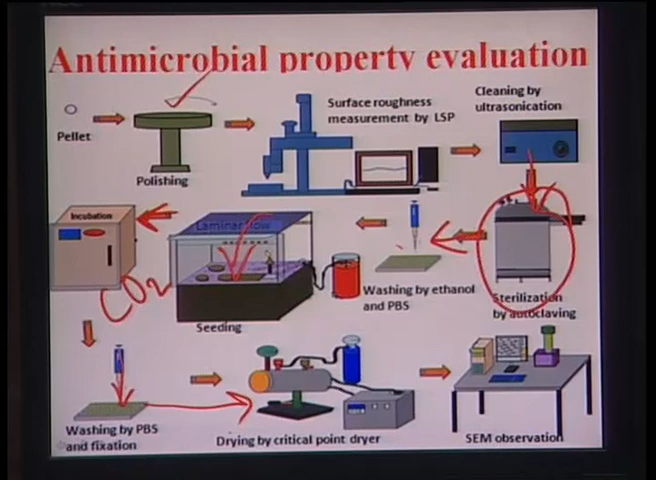 Antimicrobial property evaluation
Pellet
Polishing
Surface roughness
measurement by LSP
Cleaning by
ultrasonication
Sterilization
by autoclaving
Washing by ethanol
and PBS
Laminar flow
Seeding
Incubation
CO2
Washing by PBS
and fixation
Drying by critical point dryer
SEM observation